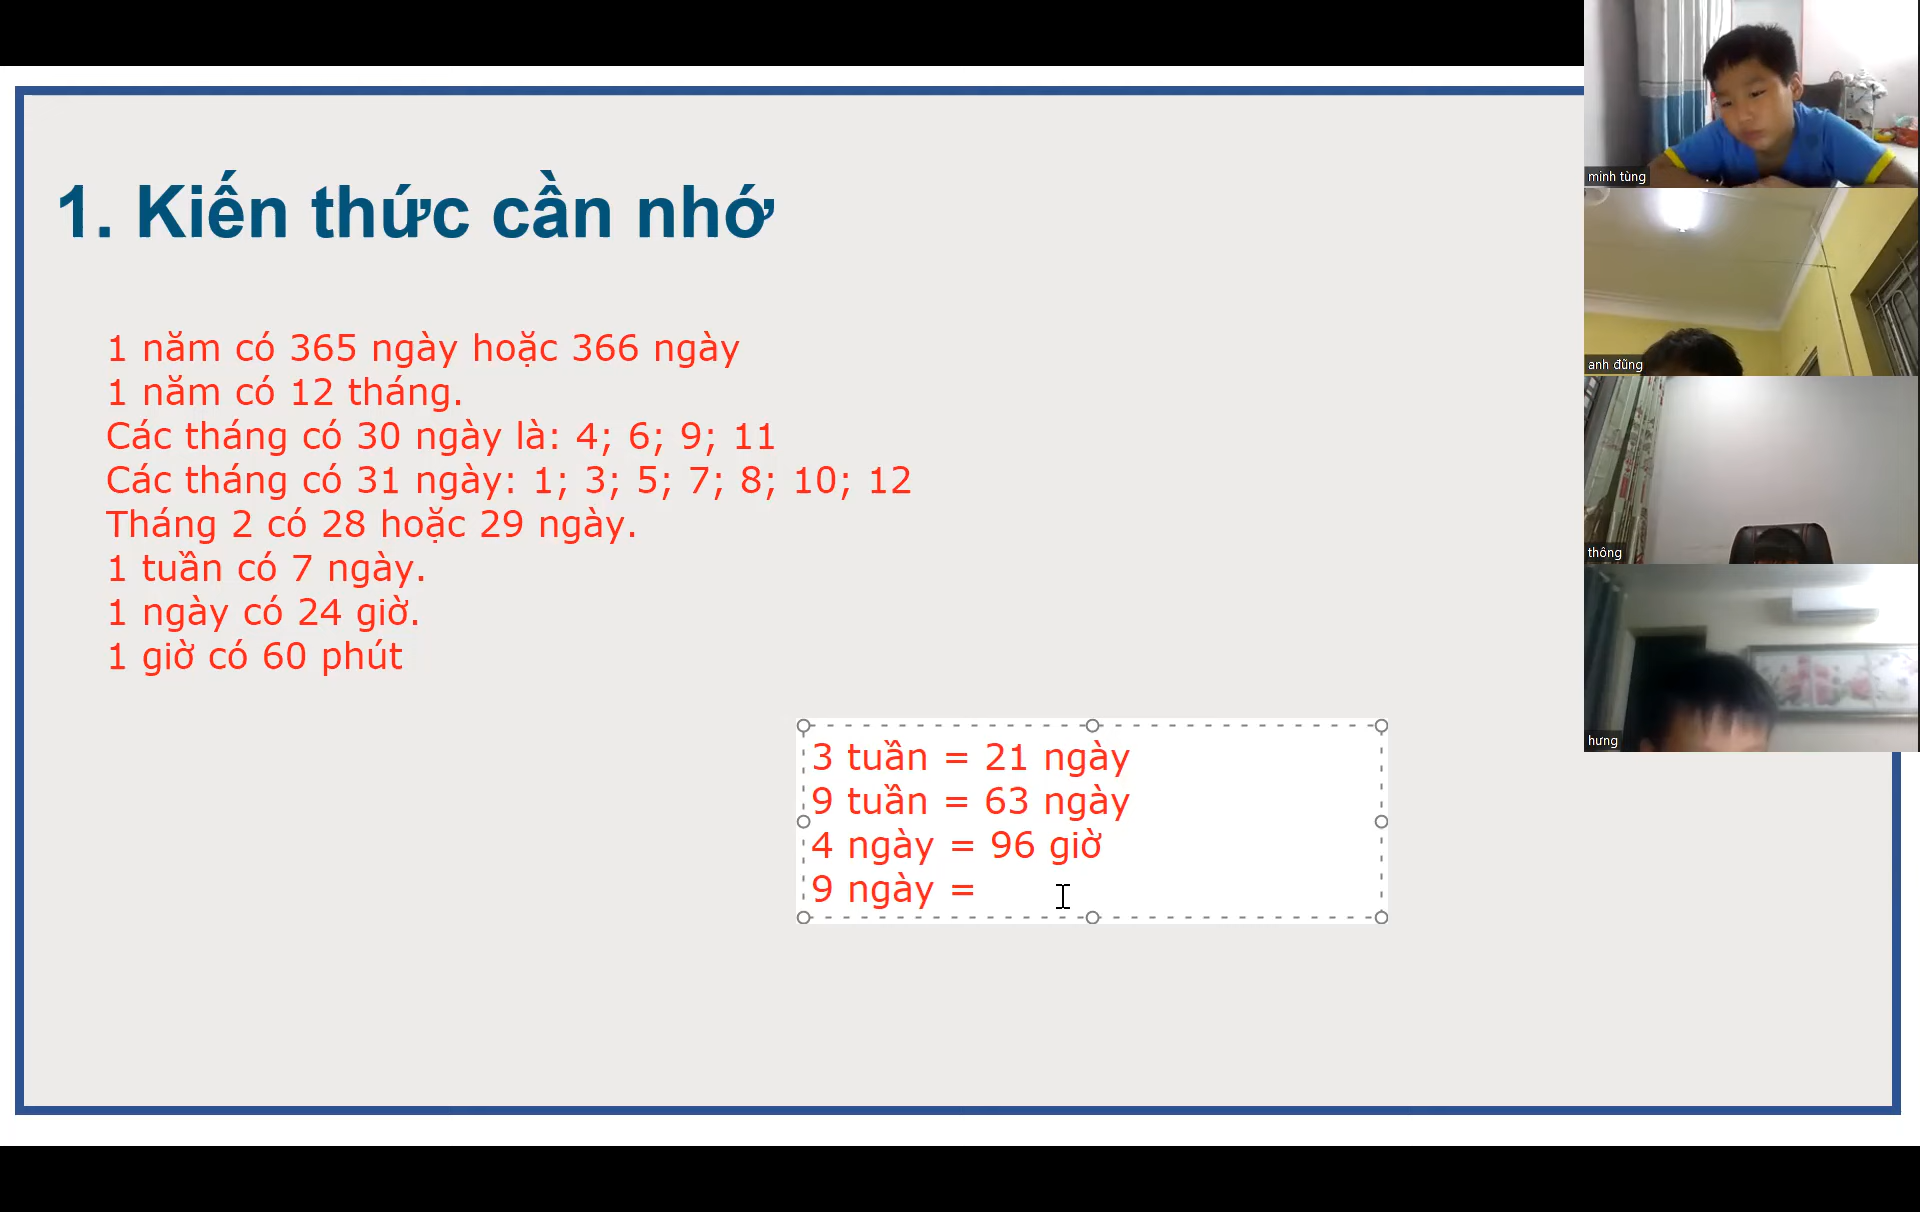 1. Kiến thức cần nhớ
1 năm có 365 ngày hoặc 366 ngày
1 năm có 12 tháng.
Các tháng có 30 ngày là: 4; 6; 9; 11
Các tháng có 31 ngày: 1; 3; 5; 7; 8; 10; 12
Tháng 2 có 28 hoặc 29 ngày.
1 tuần có 7 ngày.
1 ngày có 24 giờ.
1 giờ có 60 phút
3 tuần = 21 ngày
9 tuần = 63 ngày
4 ngày = 96 giờ
9 ngày =
minh tùng
anh đũng
thông
hưng